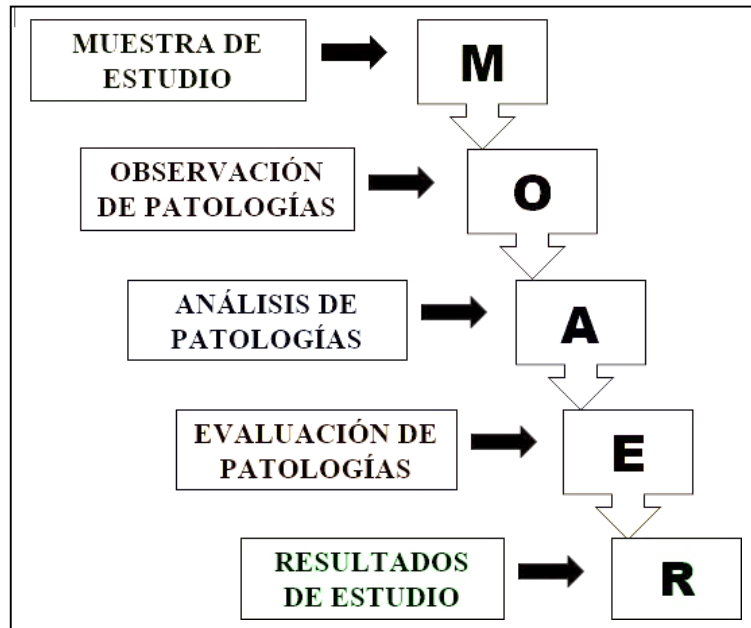 MUESTRA DE
ESTUDIO
M
OBSERVACIÓN
DE PATOLOGÍAS
O
ANÁLISIS DE
PATOLOGÍAS
A
EVALUACIÓN DE
PATOLOGÍAS
E
RESULTADOS
DE ESTUDIO
R